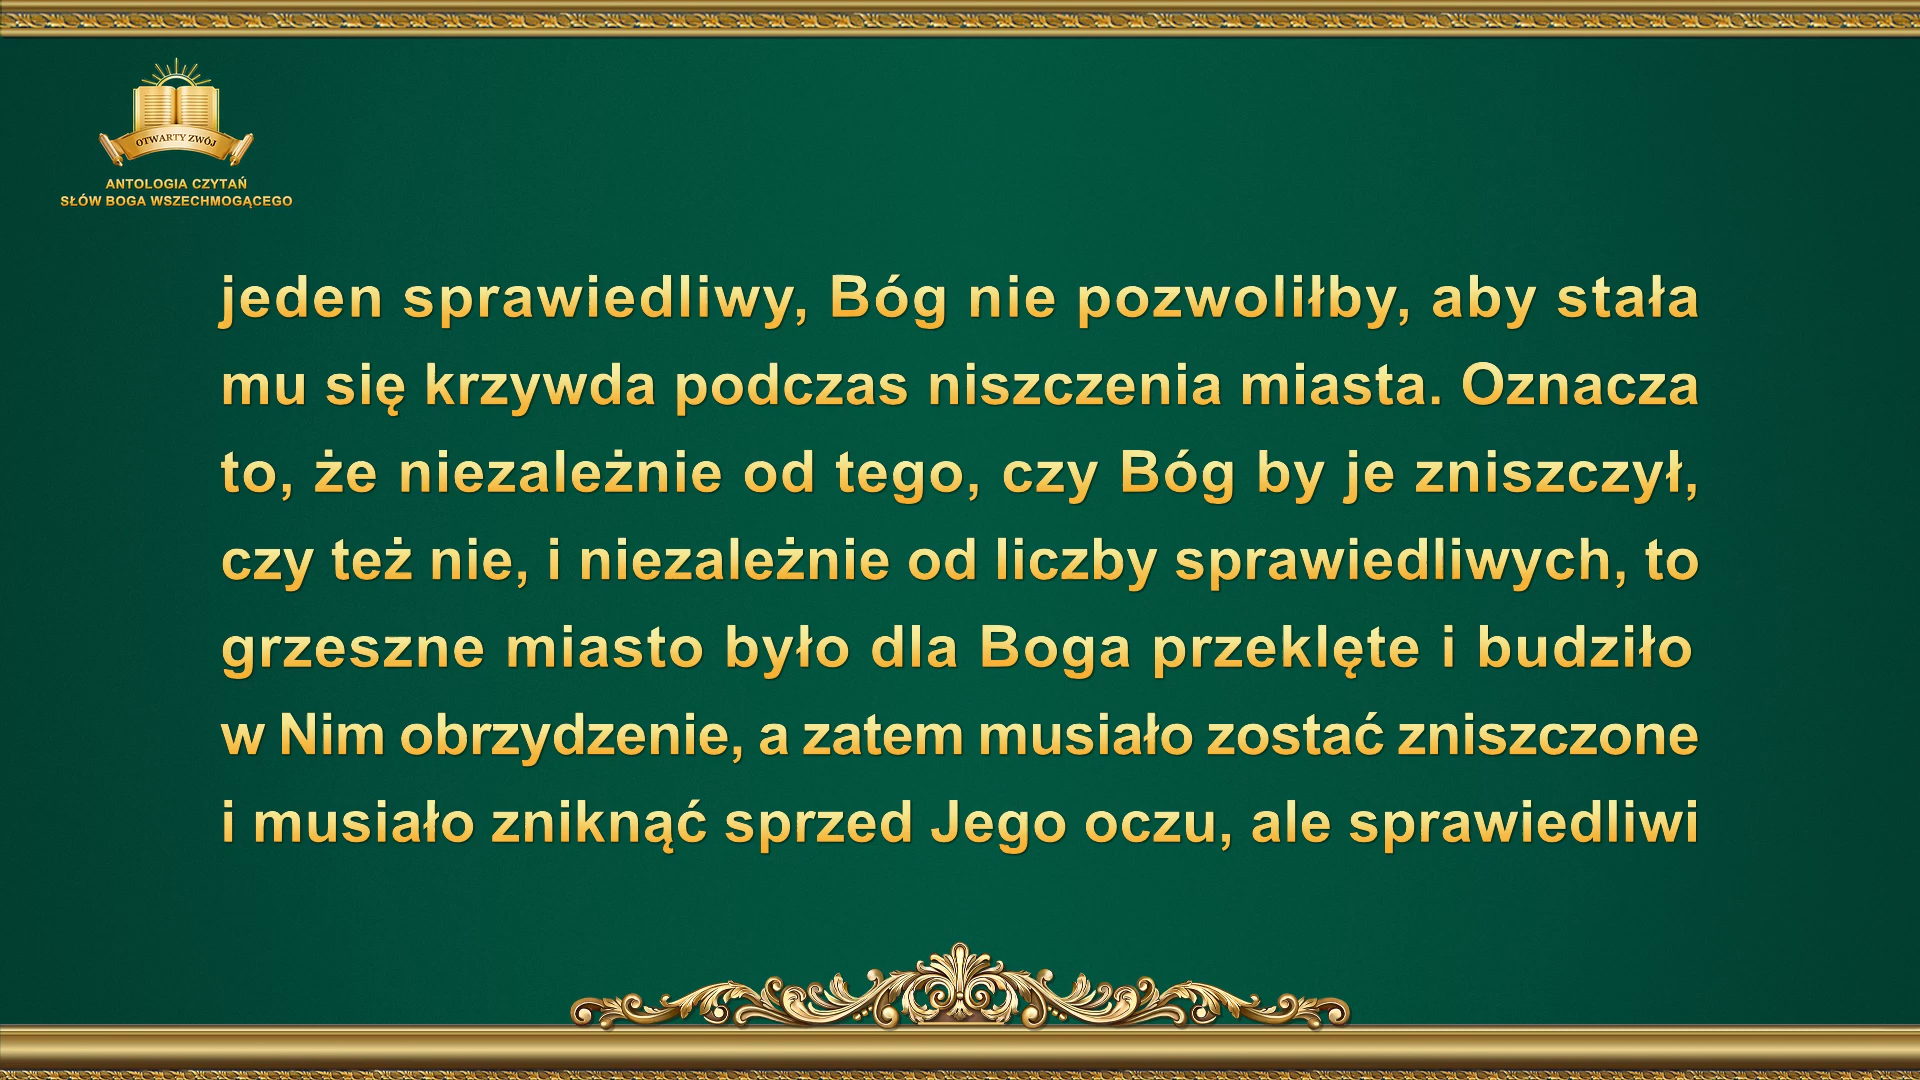 OTWARTY ZWÓJ
ANTOLOGIA CZYTAŃ
SŁÓW BOGA WSZECHMOGĄCEGO
jeden sprawiedliwy, Bóg nie pozwoliłby, aby stała
mu się krzywda podczas niszczenia miasta. Oznacza
to, że niezależnie od tego, czy Bóg by je zniszczył,
czy też nie, i niezależnie od liczby sprawiedliwych, to
grzeszne miasto było dla Boga przeklęte i budziło
w Nim obrzydzenie, a zatem musiało zostać zniszczone
i musiało zniknąć sprzed Jego oczu, ale sprawiedliwi